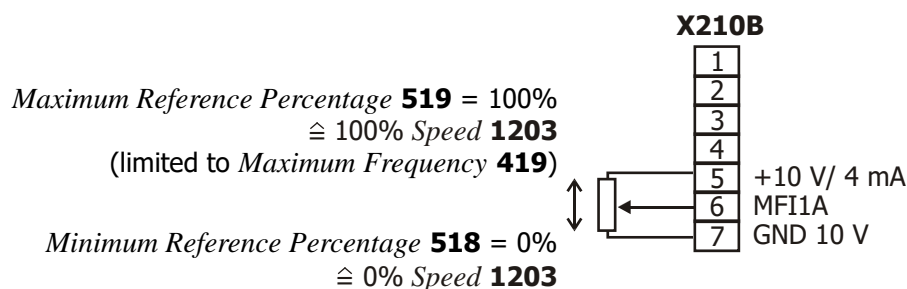 X210B
1
2
Maximum Reference Percentage 519 = 100%
≙ 100% Speed 1203
3
(limited to Maximum Frequency 419)
4
5 +10 V/ 4 mA
6 MFI1A
7 GND 10 V
Minimum Reference Percentage 518 = 0%
≙ 0% Speed 1203